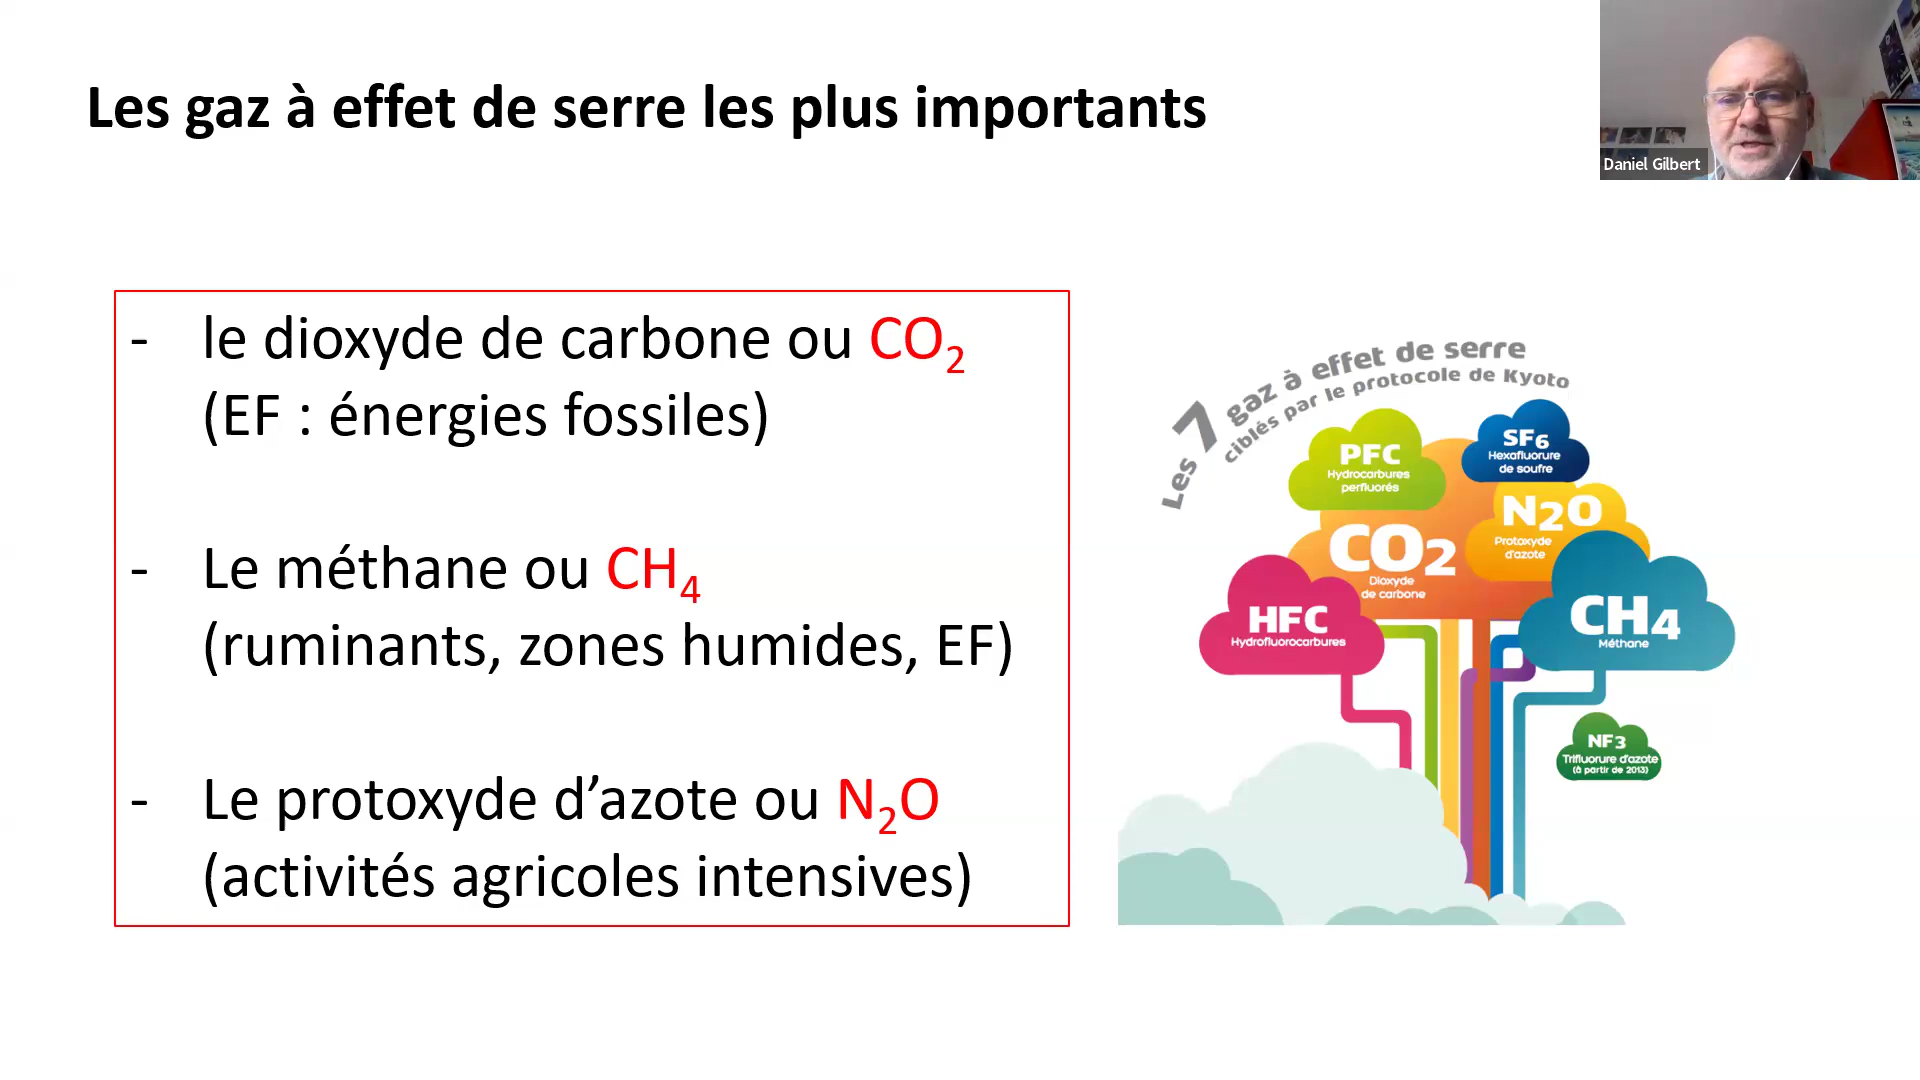 Les gaz à effet de serre les plus importants
Daniel Gilbert
- le dioxyde de carbone ou CO₂
(EF : énergies fossiles)
- Le méthane ou CH₄
(ruminants, zones humides, EF)
- Le protoxyde d’azote ou N₂O
(activités agricoles intensives)
Les 7 gaz à effet de serre
ciblés par le protocole de Kyoto
PFC
Hydrocarbures
perfluorés
SF6
Hexafluorure
de soufre
N2O
Protoxyde
d'azote
CO2
Dioxyde
de carbone
HFC
Hydrofluorocarbures
CH4
Méthane
NF3
Trifluorure d'azote
(à partir de 2013)